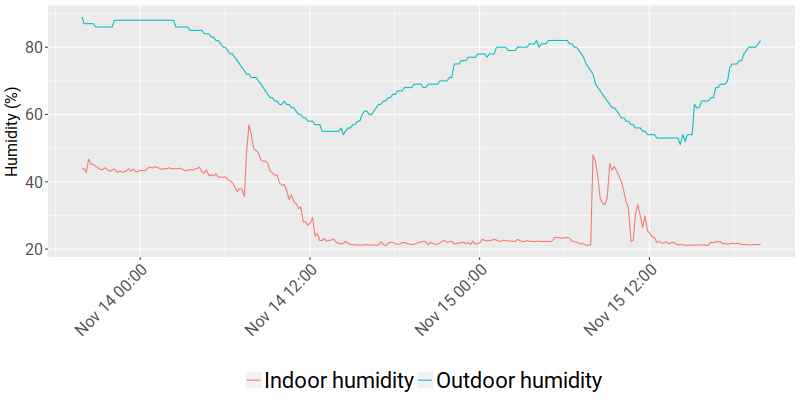 Humidity (%)
80
60
40
20
Nov 14 00:00
Nov 14 12:00
Nov 15 00:00
Nov 15 12:00
Indoor humidity
Outdoor humidity